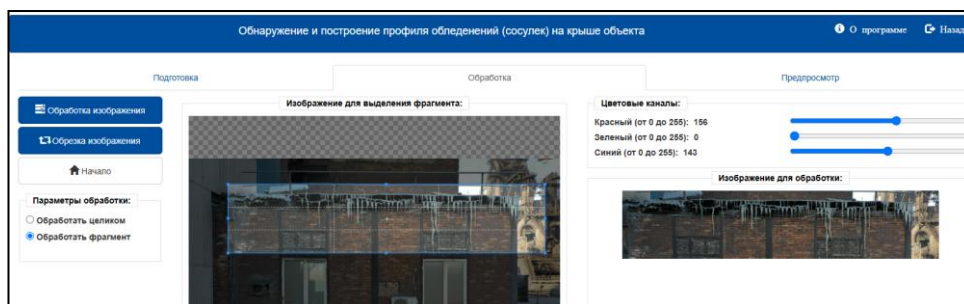 Обнаружение и построение профиля обледенений (сосулек) на крыше объекта
О программе
Назад
Подготовка
Обработка
Предпросмотр
Обработка изображения
Обрезка изображения
Начало
Параметры обработки:
Обработать целиком
Обработать фрагмент
Изображение для выделения фрагмента:
Цветовые каналы:
Красный (от 0 до 255): 156
Зеленый (от 0 до 255): 0
Синий (от 0 до 255): 143
Изображение для обработки: